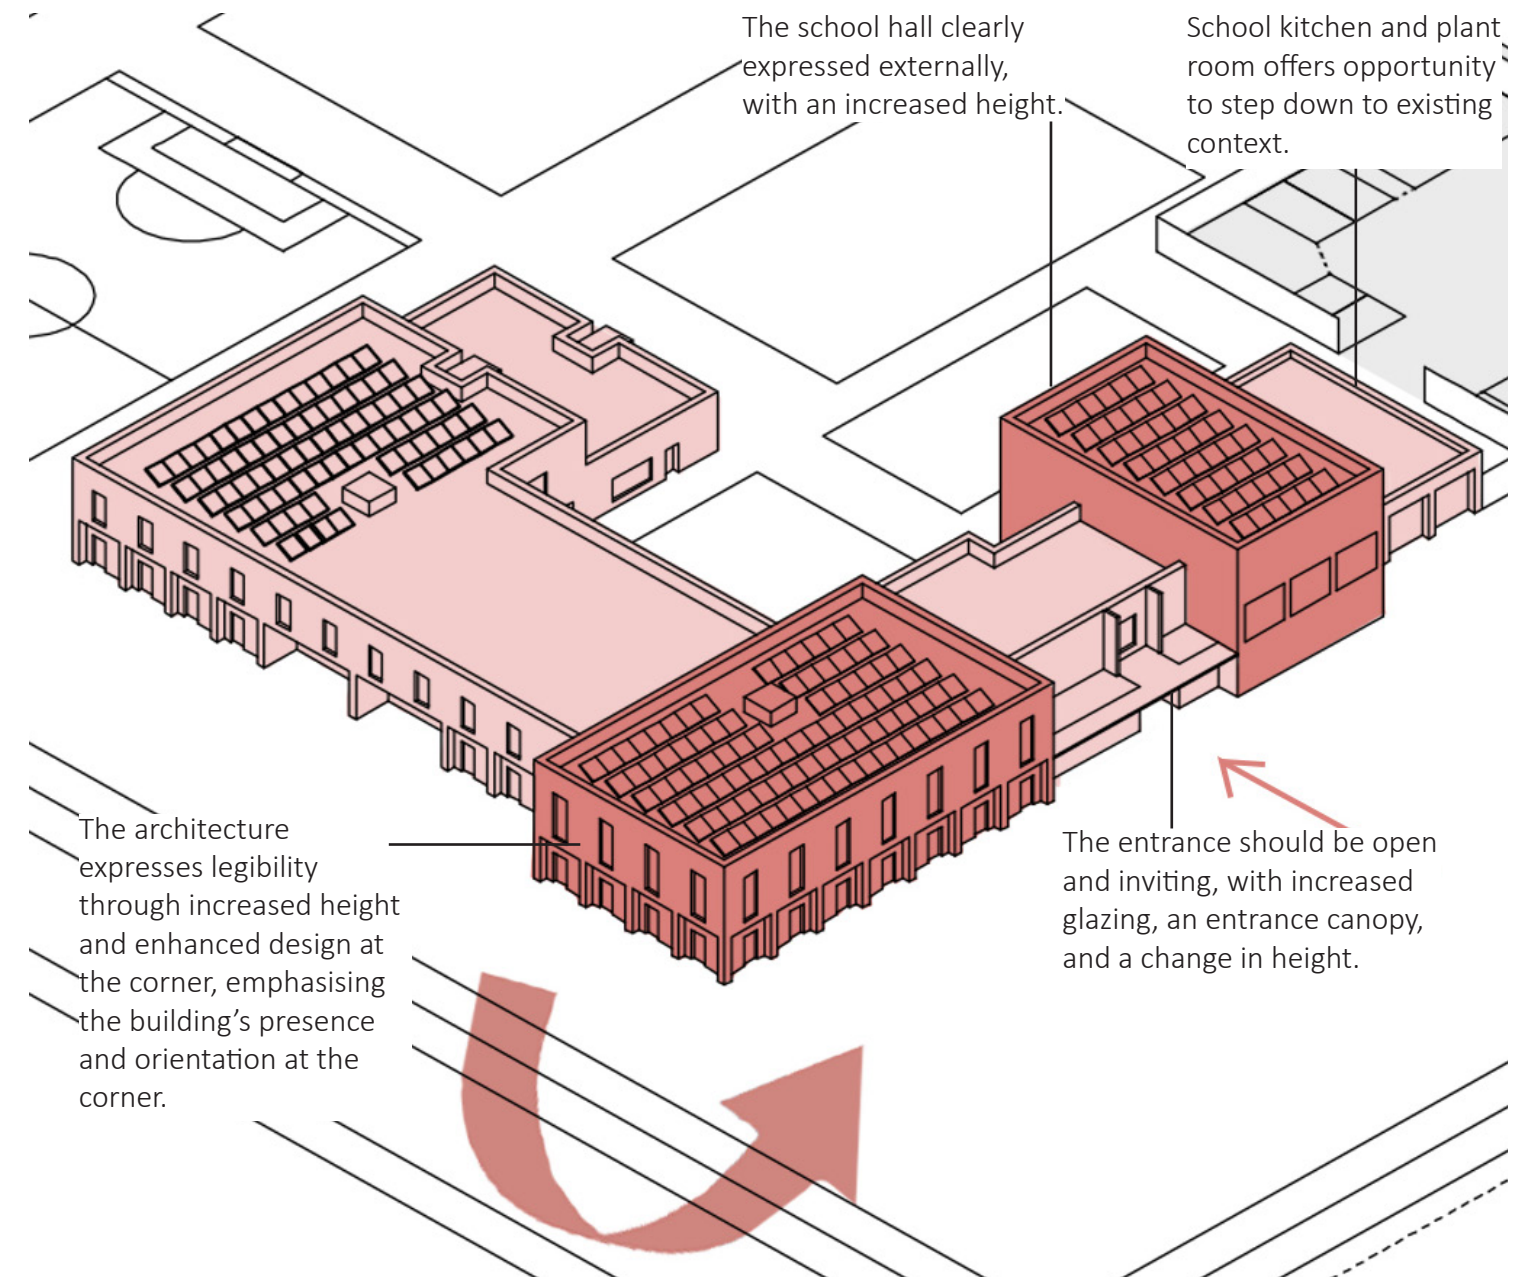 The school hall clearly
expressed externally,
with an increased height.
School kitchen and plant
room offers opportunity
to step down to existing
context.
The architecture
expresses legibility
through increased height
and enhanced design at
the corner, emphasising
the building’s presence
and orientation at the
corner.
The entrance should be open
and inviting, with increased
glazing, an entrance canopy,
and a change in height.